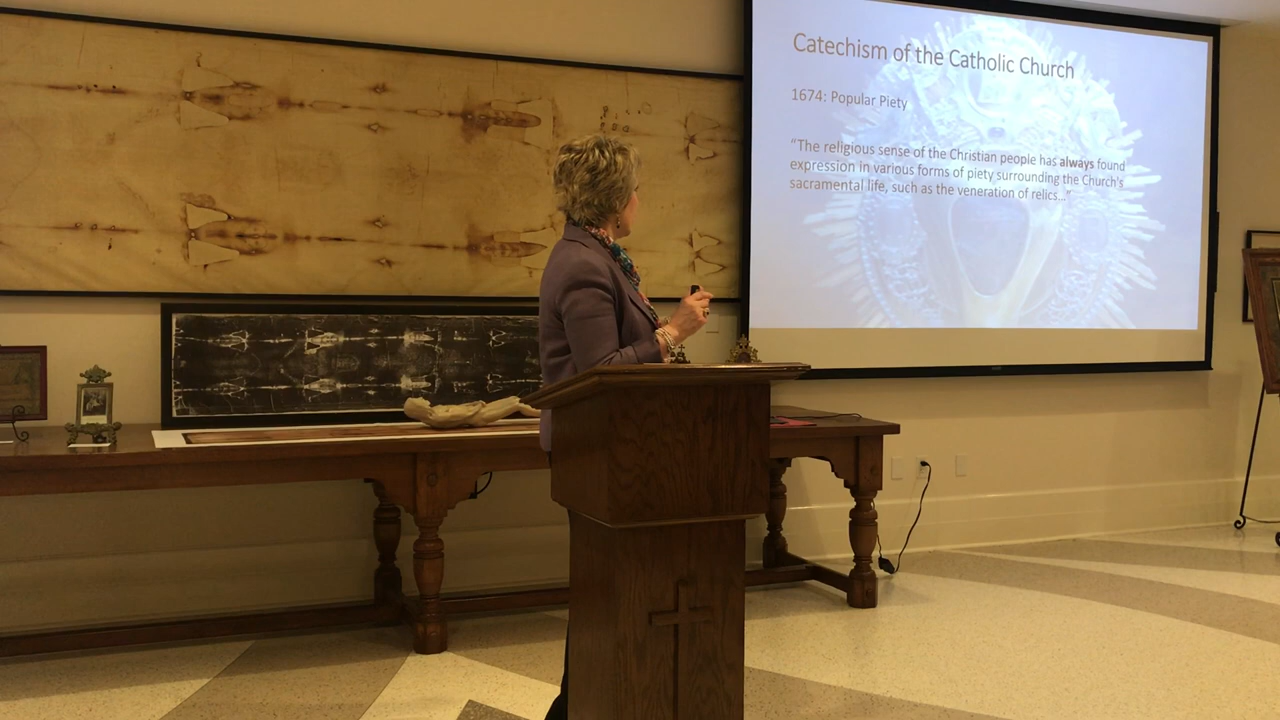 Catechism of the Catholic Church
1674: Popular Piety
“The religious sense of the Christian people has always found
expression in various forms of piety surrounding the Church's
sacramental life, such as the veneration of relics…”